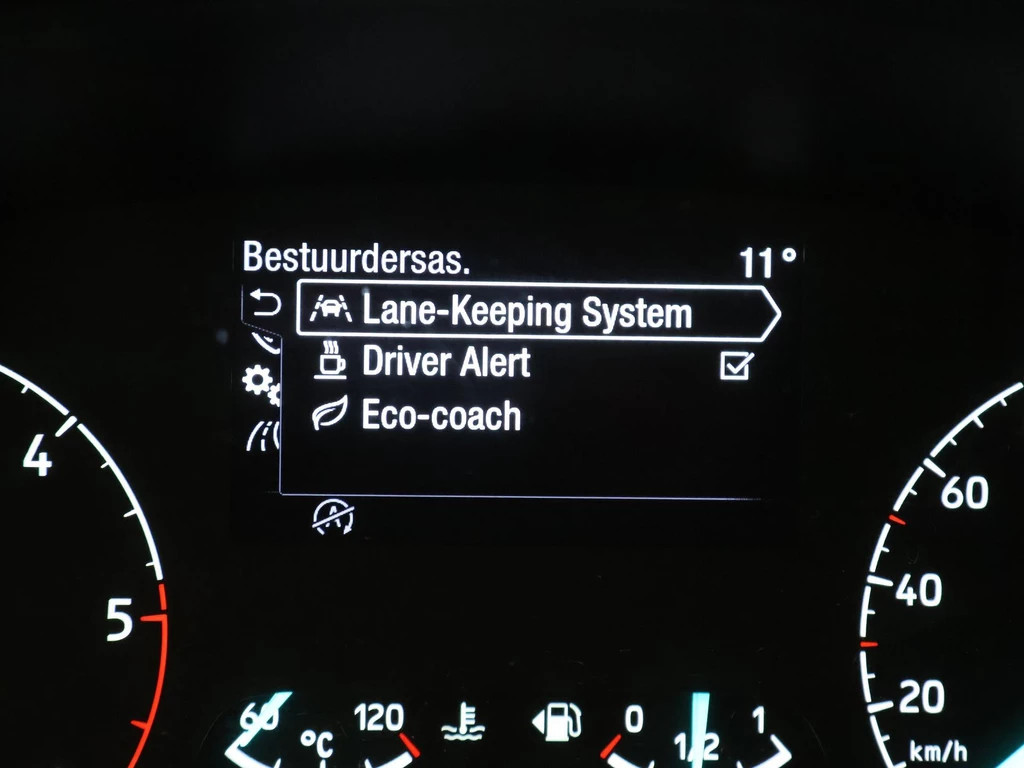 Bestuurdersas. 11°
Lane-Keeping System
Driver Alert
Eco-coach
A
4
5
60
40
20
km/h
60 120
°C
0 1/2 1